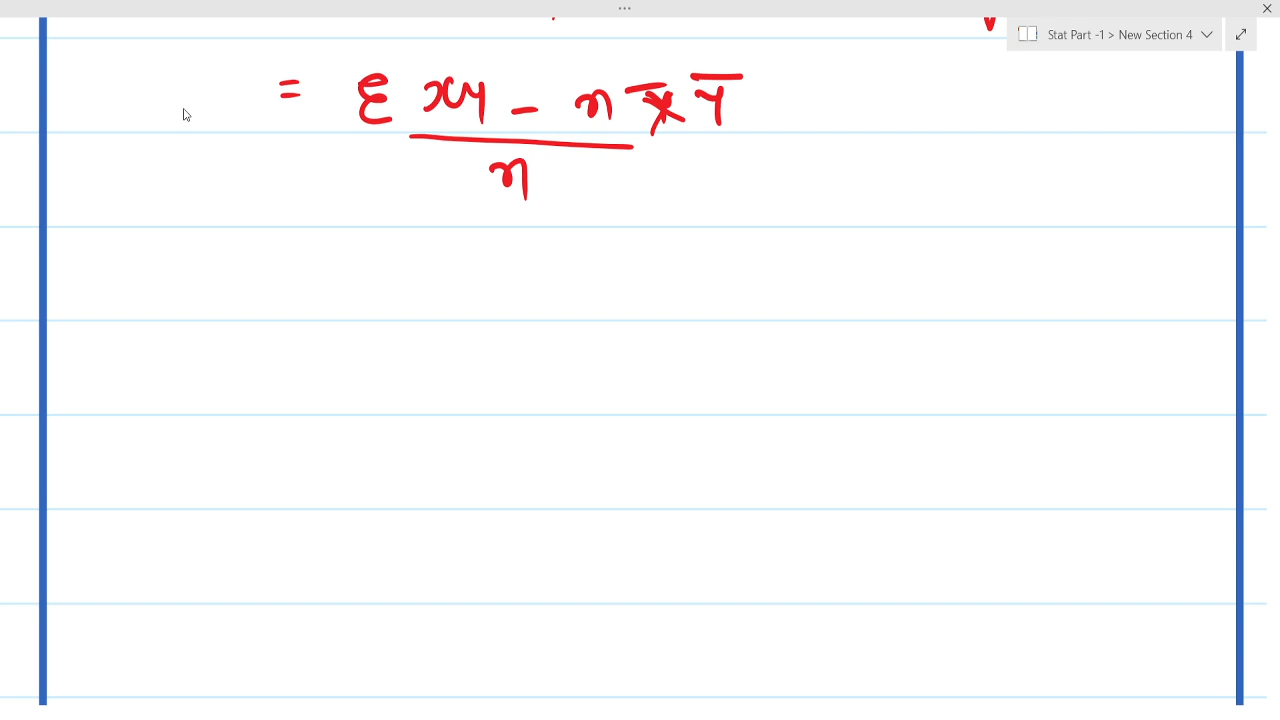 Stat Part -1 > New Section 4
= Σ xy - n x̅ y̅
n